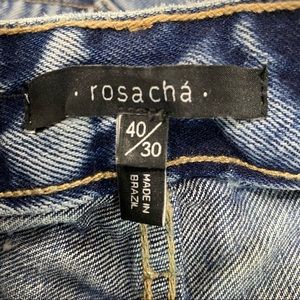 · rosachá ·
40/30
MADE IN
BRAZIL